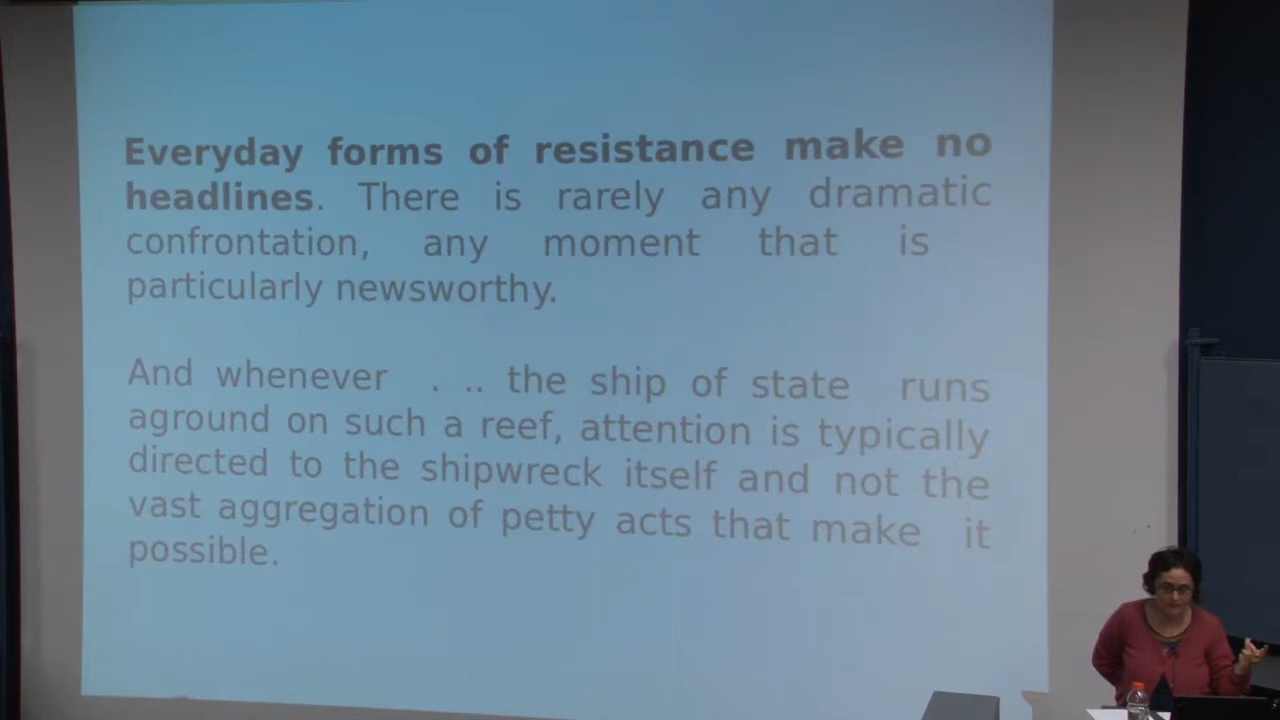 Everyday forms of resistance make no
headlines. There is rarely any dramatic
confrontation, any moment that is
particularly newsworthy.
And whenever . .. the ship of state runs
aground on such a reef, attention is typically
directed to the shipwreck itself and not the
vast aggregation of petty acts that make it
possible.